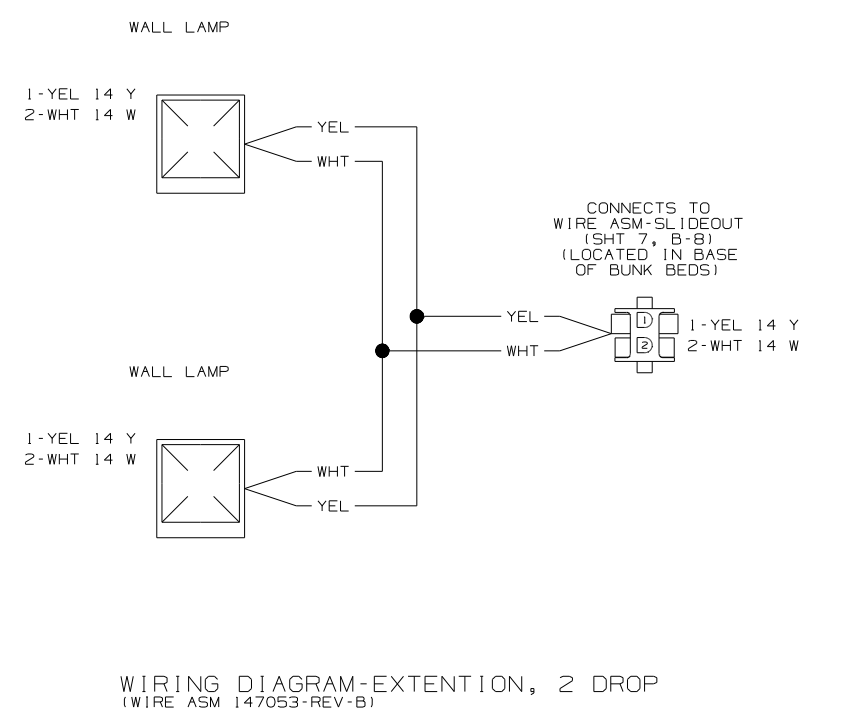 WALL LAMP
1-YEL 14 Y
2-WHT 14 W
YEL
WHT
CONNECTS TO
WIRE ASM-SLIDEOUT
(SHT 7, B-8)
(LOCATED IN BASE
OF BUNK BEDS)
YEL
WHT
1
2
1-YEL 14 Y
2-WHT 14 W
WALL LAMP
1-YEL 14 Y
2-WHT 14 W
WHT
YEL
WIRING DIAGRAM-EXTENTION, 2 DROP
(WIRE ASM 147053-REV-B)